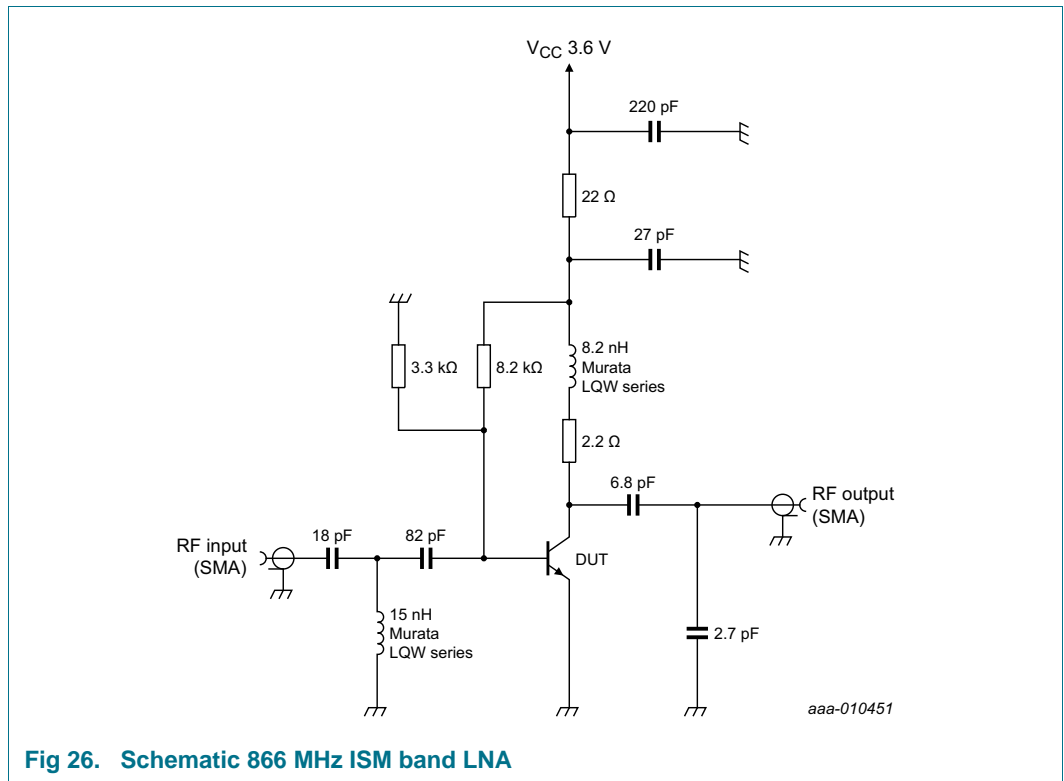 V_CC 3.6 V
220 pF
22 Ω
27 pF
3.3 kΩ
8.2 kΩ
8.2 nH
Murata
LQW series
2.2 Ω
6.8 pF
RF output
(SMA)
18 pF
82 pF
RF input
(SMA)
DUT
15 nH
Murata
LQW series
2.7 pF
aaa-010451
Fig 26. Schematic 866 MHz ISM band LNA